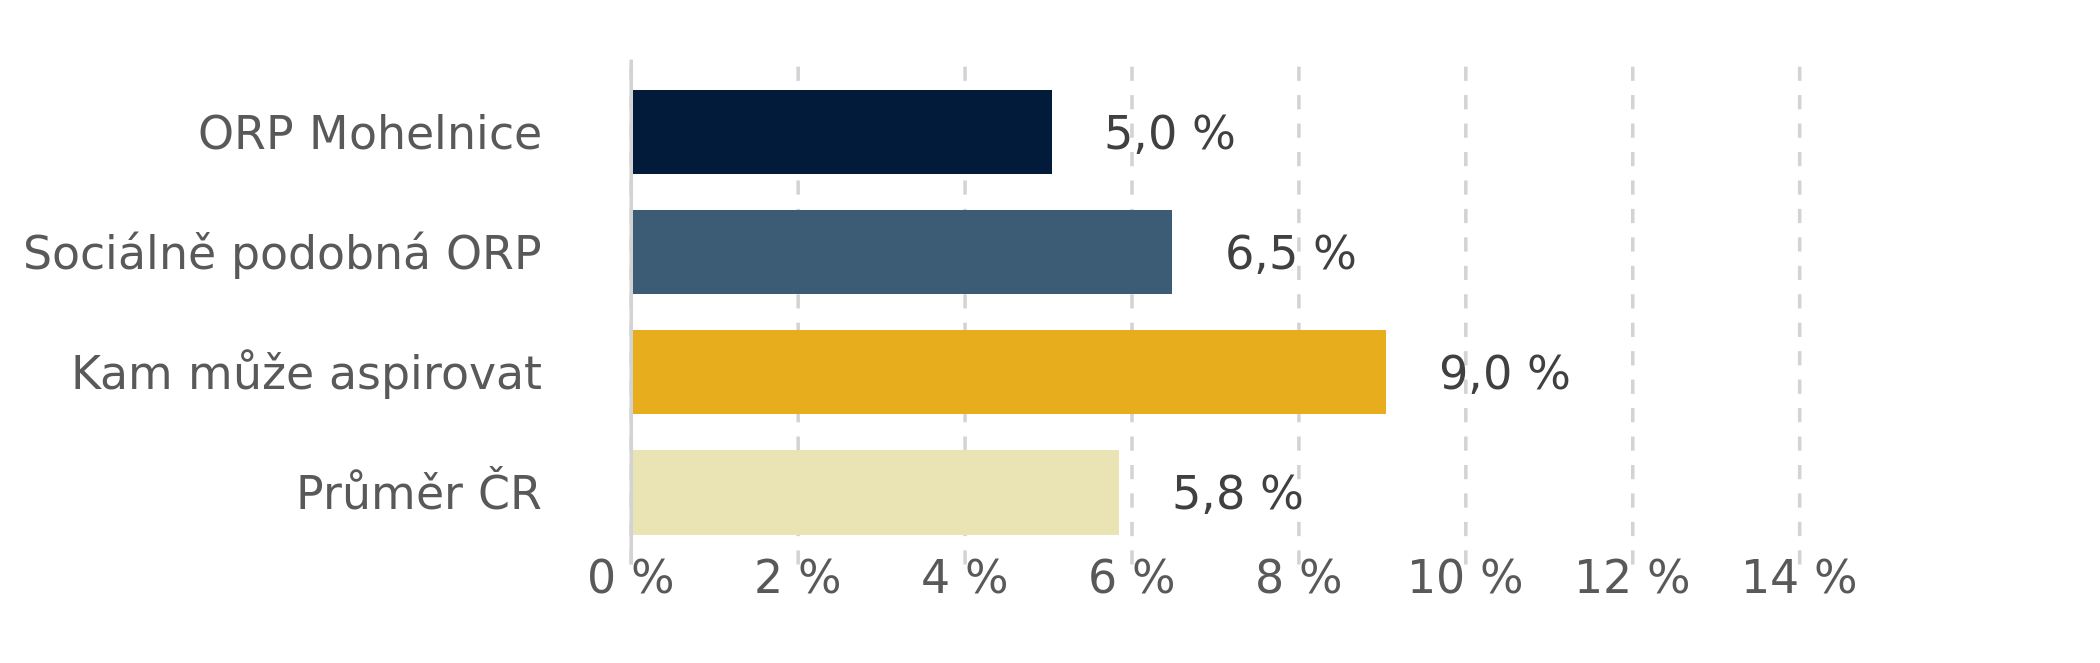 ORP Mohelnice 5,0 %
Sociálně podobná ORP 6,5 %
Kam může aspirovat 9,0 %
Průměr ČR 5,8 %
0 % 2 % 4 % 6 % 8 % 10 % 12 % 14 %